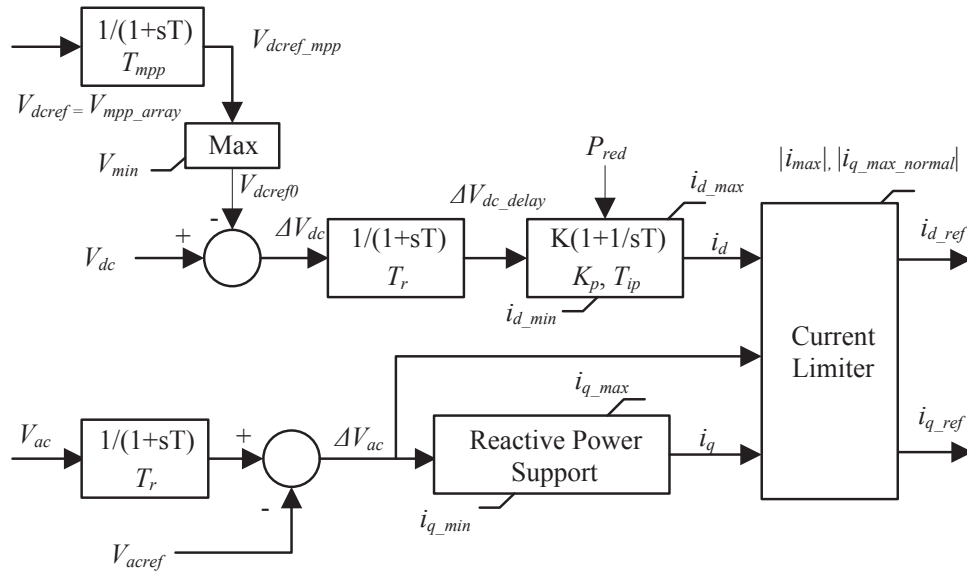 1/(1+sT)
T_mpp
V_dcref_mpp
V_dcref = V_mpp_array
Max
V_min
V_dcref0
P_red
|i_max|, |i_q_max_normal|
i_d_max
ΔV_dc_delay
-
+
ΔV_dc
1/(1+sT)
T_r
K(1+1/sT)
K_p, T_ip
i_d
i_d_ref
V_dc
i_d_min
Current
Limiter
i_q_max
V_ac
1/(1+sT)
T_r
+
ΔV_ac
Reactive Power
Support
i_q
i_q_ref
-
i_q_min
V_acref